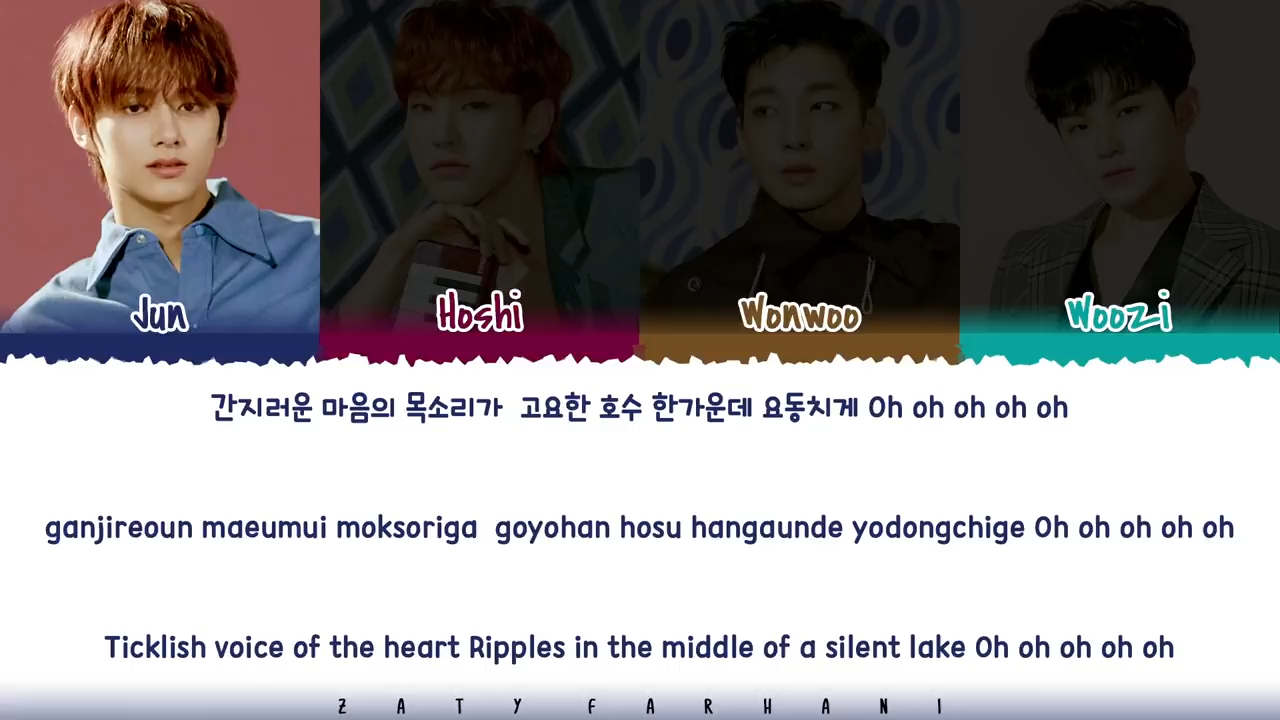 Jun Hoshi Wonwoo Woozi
간지러운 마음의 목소리가 고요한 호수 한가운데 요동치게 Oh oh oh oh oh
ganjireoun maeumui moksoriga goyohan hosu hangaunde yodongchige Oh oh oh oh oh
Ticklish voice of the heart Ripples in the middle of a silent lake Oh oh oh oh oh
ZATY FARHANI